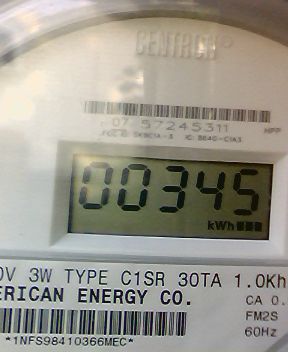 CENTRON®
07 57245311
HPP
00345
kWh
0V 3W TYPE C1SR 30TA 1.0Kh
ERICAN ENERGY CO.
CA 0.
FM2S
60Hz
*1NFS98410366MEC*